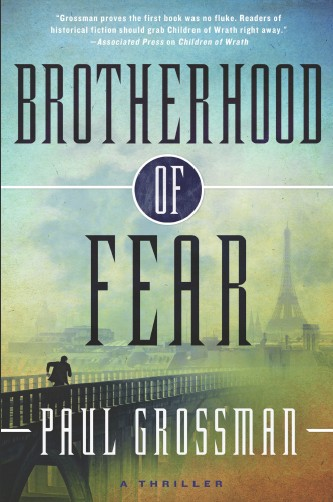 "Grossman proves the first book was no fluke. Readers of
historical fiction should grab Children of Wrath right away."
—Associated Press on Children of Wrath
BROTHERHOOD
OF
FEAR
PAUL GROSSMAN
A THRILLER